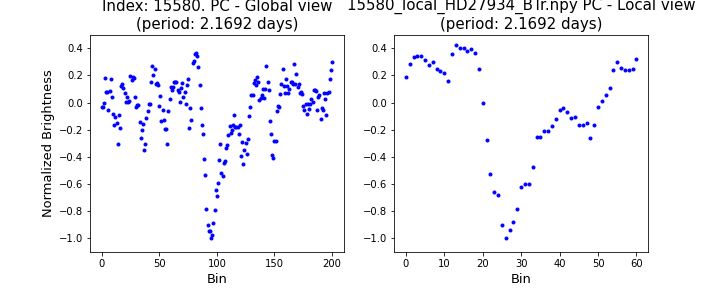 Index: 15580. PC - Global view
(period: 2.1692 days)
15580_local_HD27934_BTr.npy PC - Local view
(period: 2.1692 days)
Normalized Brightness
0.4
0.2
0.0
−0.2
−0.4
−0.6
−0.8
−1.0
0 50 100 150 200
Bin
0.4
0.2
0.0
−0.2
−0.4
−0.6
−0.8
−1.0
0 10 20 30 40 50 60
Bin